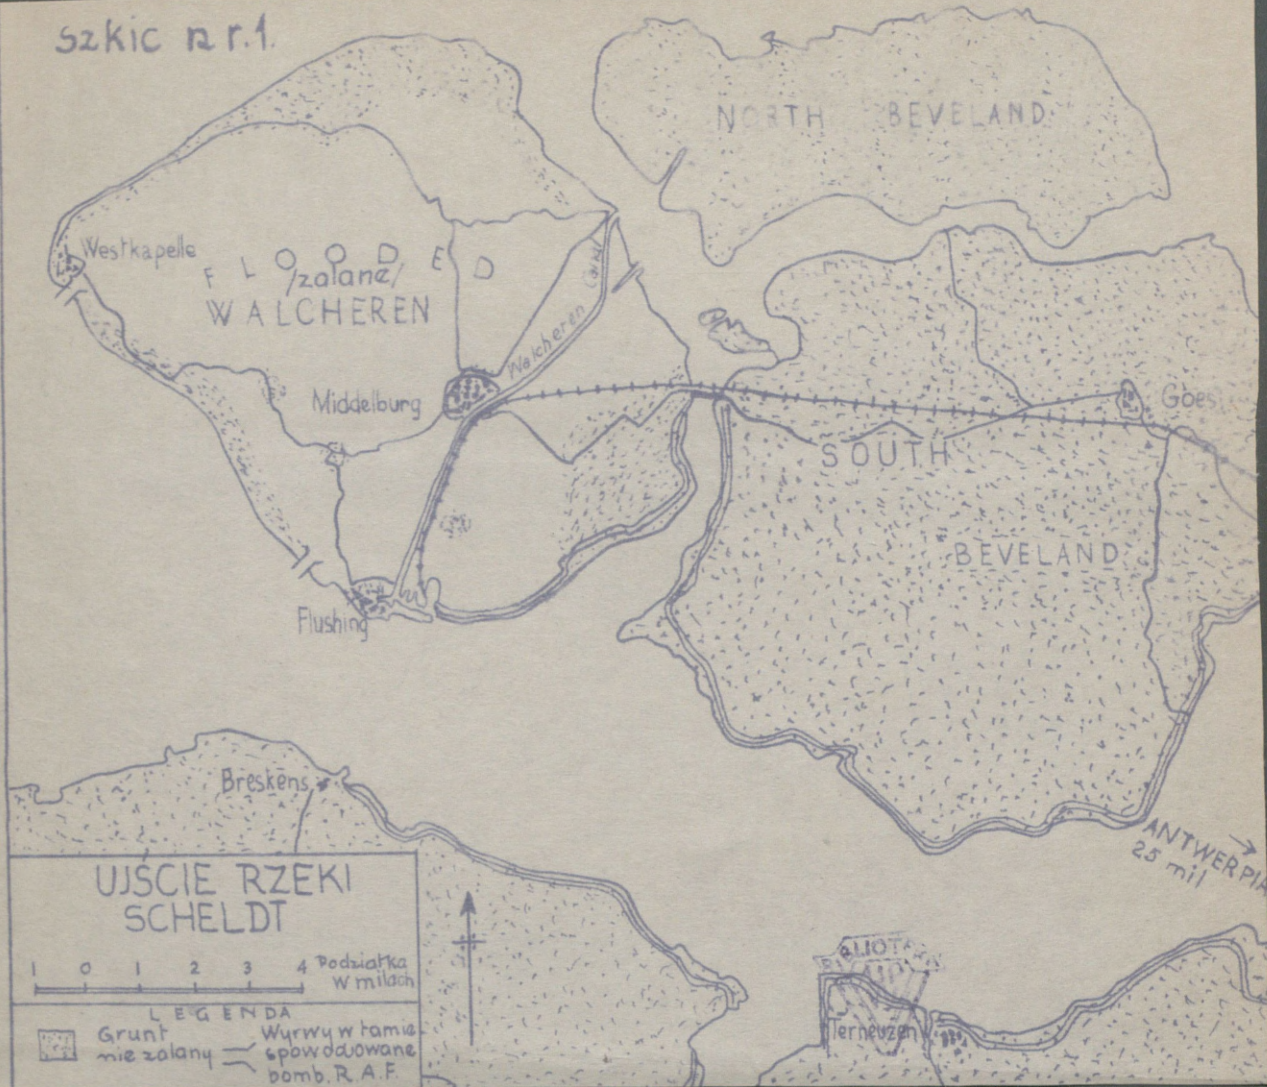 szkic nr.1.
NORTH BEVELAND
Westkapelle
FLOODED
/zalane/
WALCHEREN
Walcheren Canal
Middelburg
Goes
SOUTH
BEVELAND
Flushing
Breskens
ANTWERPIA
25 mil
UJŚCIE RZEKI
SCHELDT
1 0 1 2 3 4 Podziałka
w milach
LEGENDA
Grunt
nie zalany
Wyrwy w tamie
spowodowane
bomb. R.A.F.
Terneuzen